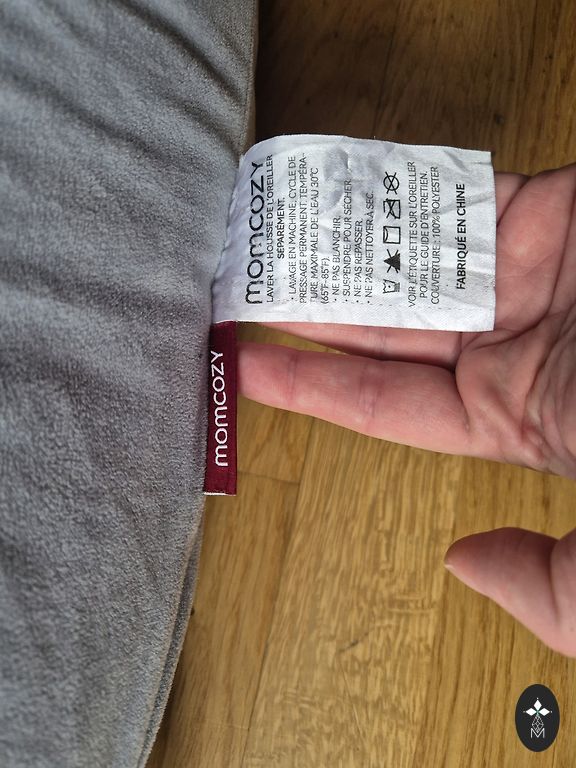 momcozy
LAVER LA HOUSSE DE L'OREILLER
SEPARÉMENT.
• LAVAGE EN MACHINE, CYCLE DE
PRESSAGE PERMANENT, TEMPÉRA-
TURE MAXIMALE DE L'EAU 30°C
(65°F-85°F).
• NE PAS BLANCHIR.
• SUSPENDRE POUR SÉCHER.
• NE PAS REPASSER.
• NE PAS NETTOYER À SEC.
VOIR L'ÉTIQUETTE SUR L'OREILLER
POUR LE GUIDE D'ENTRETIEN.
COUVERTURE : 100% POLYESTER
FABRIQUÉ EN CHINE
momcozy
M